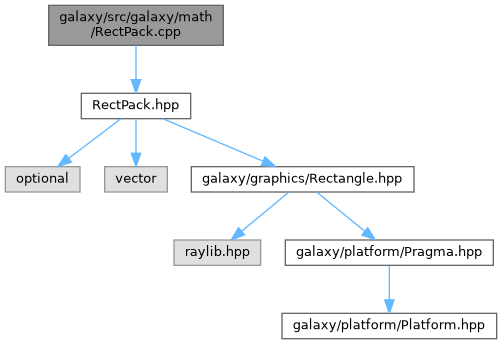 galaxy/src/galaxy/math
/RectPack.cpp
RectPack.hpp
optional
vector
galaxy/graphics/Rectangle.hpp
raylib.hpp
galaxy/platform/Pragma.hpp
galaxy/platform/Platform.hpp